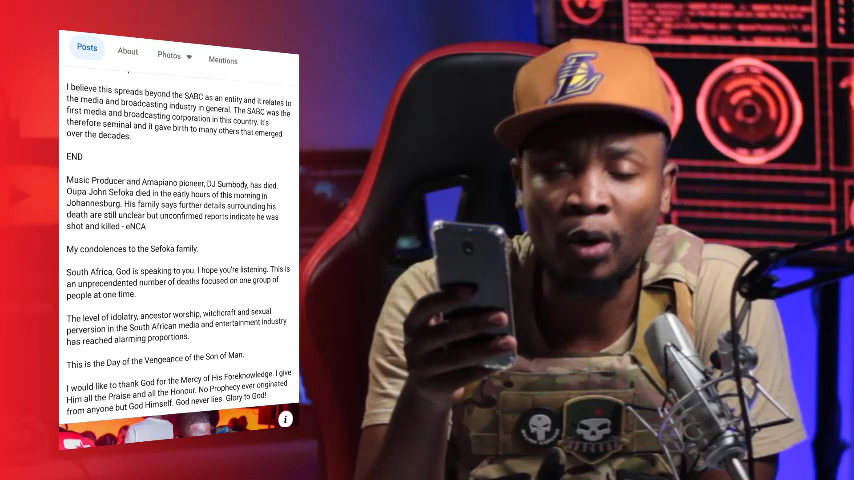 Posts About Photos Mentions
I believe this spreads beyond the SABC as an entity and it relates to
the media and broadcasting industry in general. The SABC was the
first media and broadcasting corporation in this country. It's
therefore seminal and it gave birth to many others that emerged
over the decades.
END
Music Producer and Amapiano pioneer, DJ Sumbody, has died.
Oupa John Sefoka died in the early hours of this morning in
Johannesburg. His family says further details surrounding his
death are still unclear but unconfirmed reports indicate he was
shot and killed - eNCA
My condolences to the Sefoka family.
South Africa, God is speaking to you. I hope you're listening. This is
an unprecendented number of deaths focused on one group of
people at one time.
The level of idolatry, ancestor worship, witchcraft and sexual
perversion in the South African media and entertainment industry
has reached alarming proportions.
This is the Day of the Vengeance of the Son of Man.
I would like to thank God for the Mercy of His Foreknowledge. I give
Him all the Praise and all the Honour. No Prophecy ever originated
from anyone but God Himself. God never lies. Glory to God!
i
L